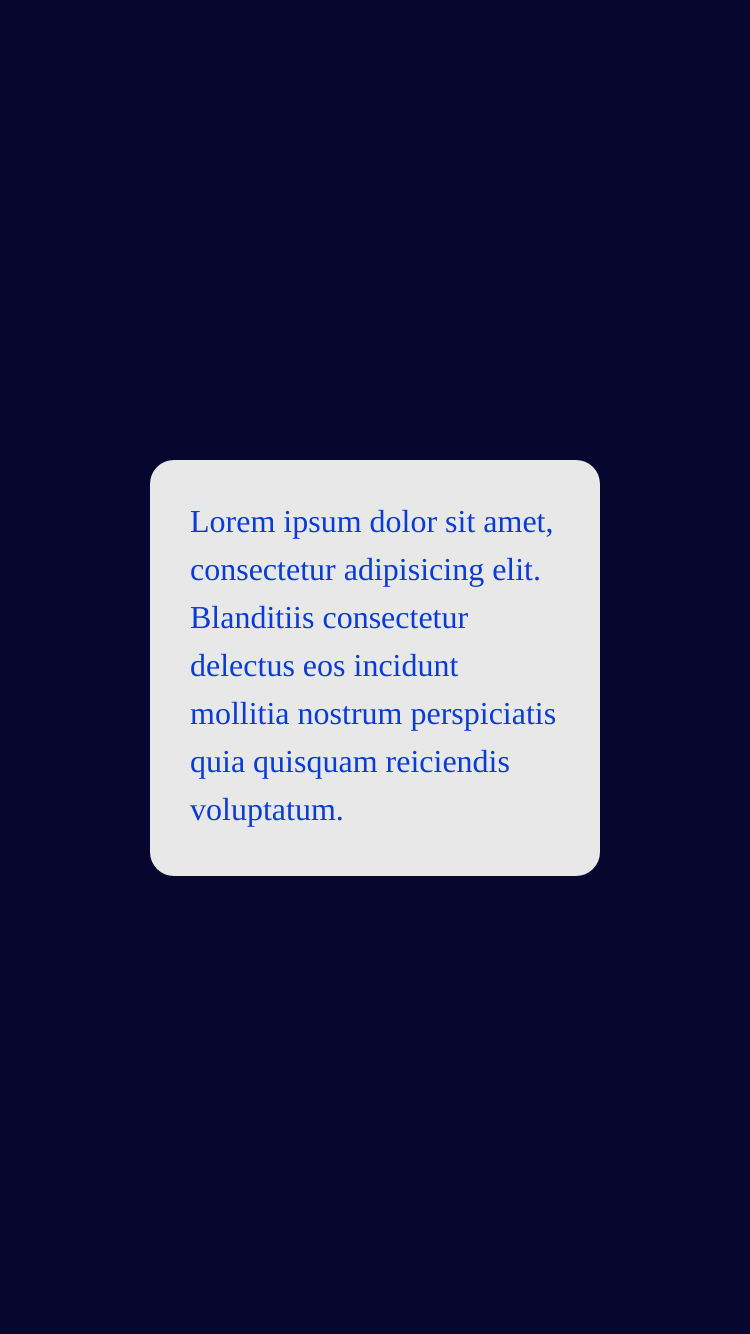 Lorem ipsum dolor sit amet,
consectetur adipisicing elit.
Blanditiis consectetur
delectus eos incidunt
mollitia nostrum perspiciatis
quia quisquam reiciendis
voluptatum.